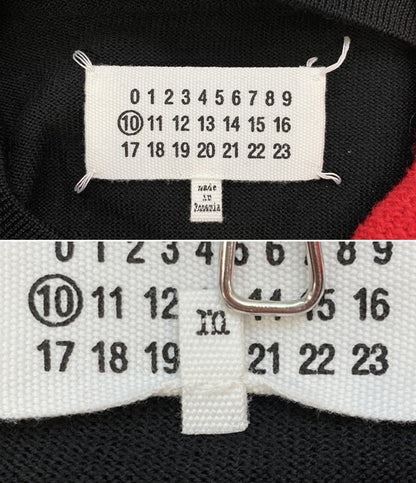 0 1 2 3 4 5 6 7 8 9
10 11 12 13 14 15 16
17 18 19 20 21 22 23
made
in
Romania
0 1 2 3 4 5 6 7 8 9
10 11 12 m 14 15 16
17 18 19 21 22 23